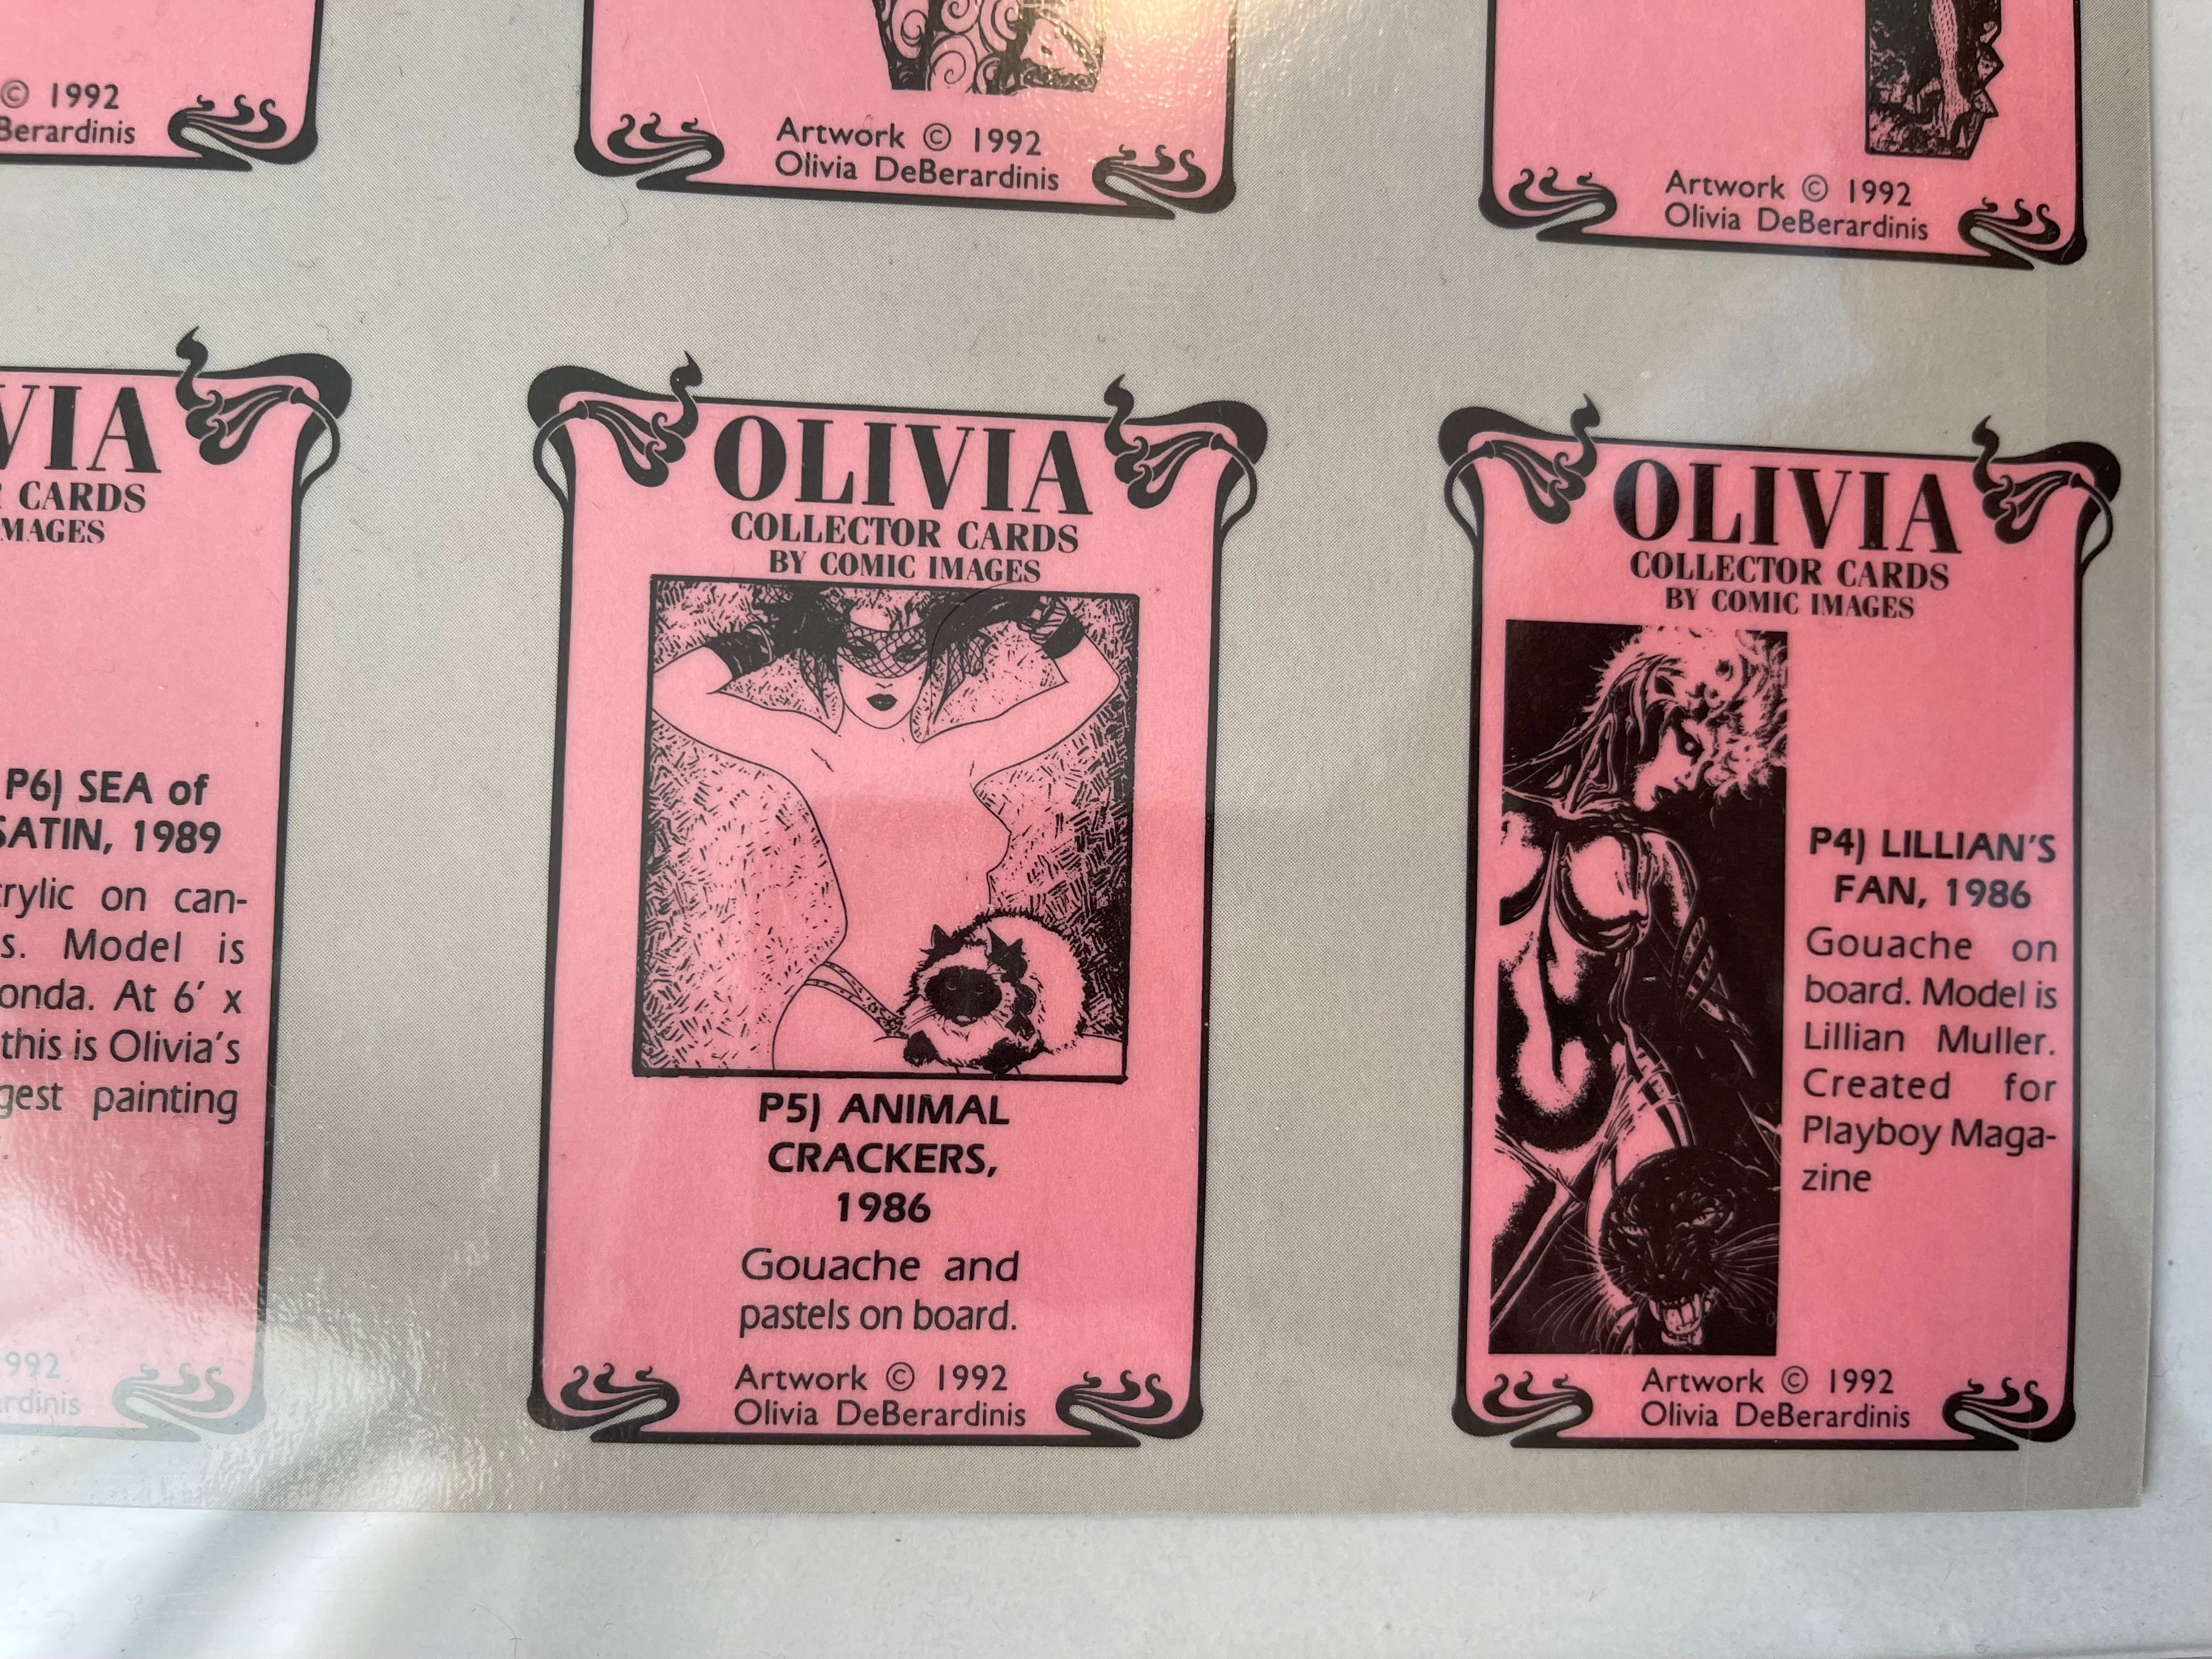 © 1992
Berardinis
Artwork © 1992
Olivia DeBerardinis
Artwork © 1992
Olivia DeBerardinis
VIA
CARDS
MAGES
P6) SEA of
SATIN, 1989
crylic on can-
s. Model is
onda. At 6' x
this is Olivia's
gest painting
992
rdinis
OLIVIA
COLLECTOR CARDS
BY COMIC IMAGES
P5) ANIMAL
CRACKERS,
1986
Gouache and
pastels on board.
Artwork © 1992
Olivia DeBerardinis
OLIVIA
COLLECTOR CARDS
BY COMIC IMAGES
P4) LILLIAN'S
FAN, 1986
Gouache on
board. Model is
Lillian Muller.
Created for
Playboy Maga-
zine
Artwork © 1992
Olivia DeBerardinis